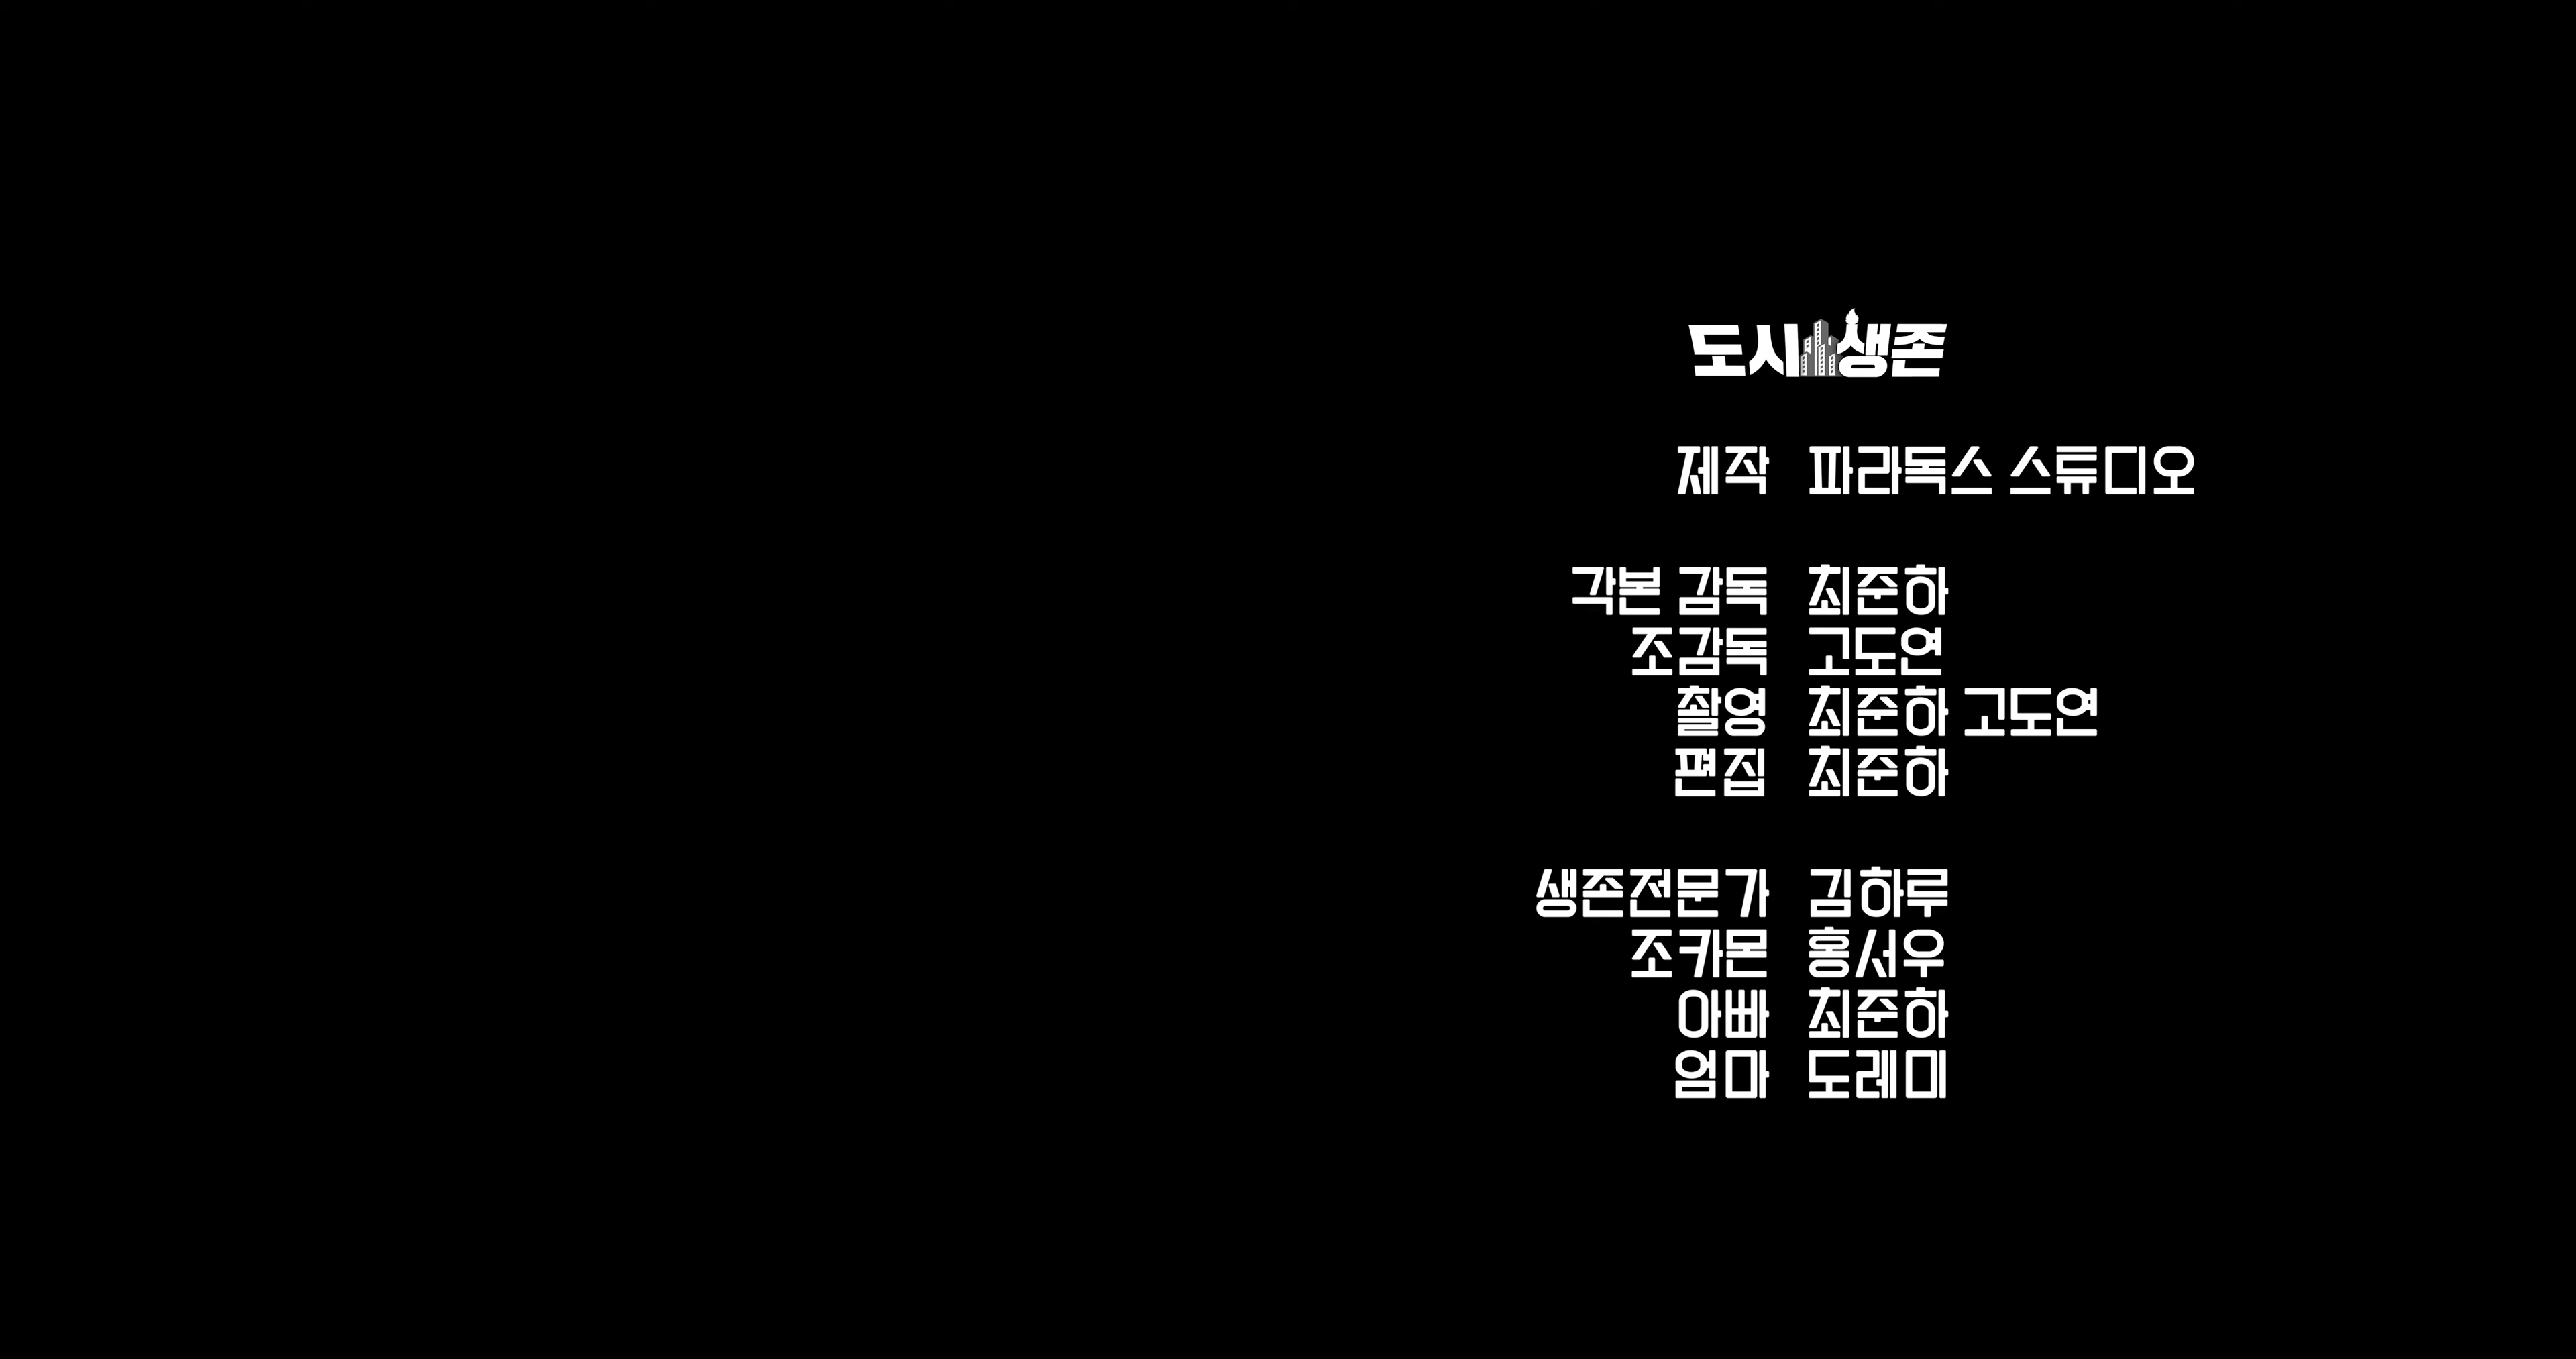 도시생존
제작 파라독스 스튜디오
각본 감독 최준하
조감독 고도연
촬영 최준하 고도연
편집 최준하
생존전문가 김하루
조카몬 홍서우
아빠 최준하
엄마 도레미